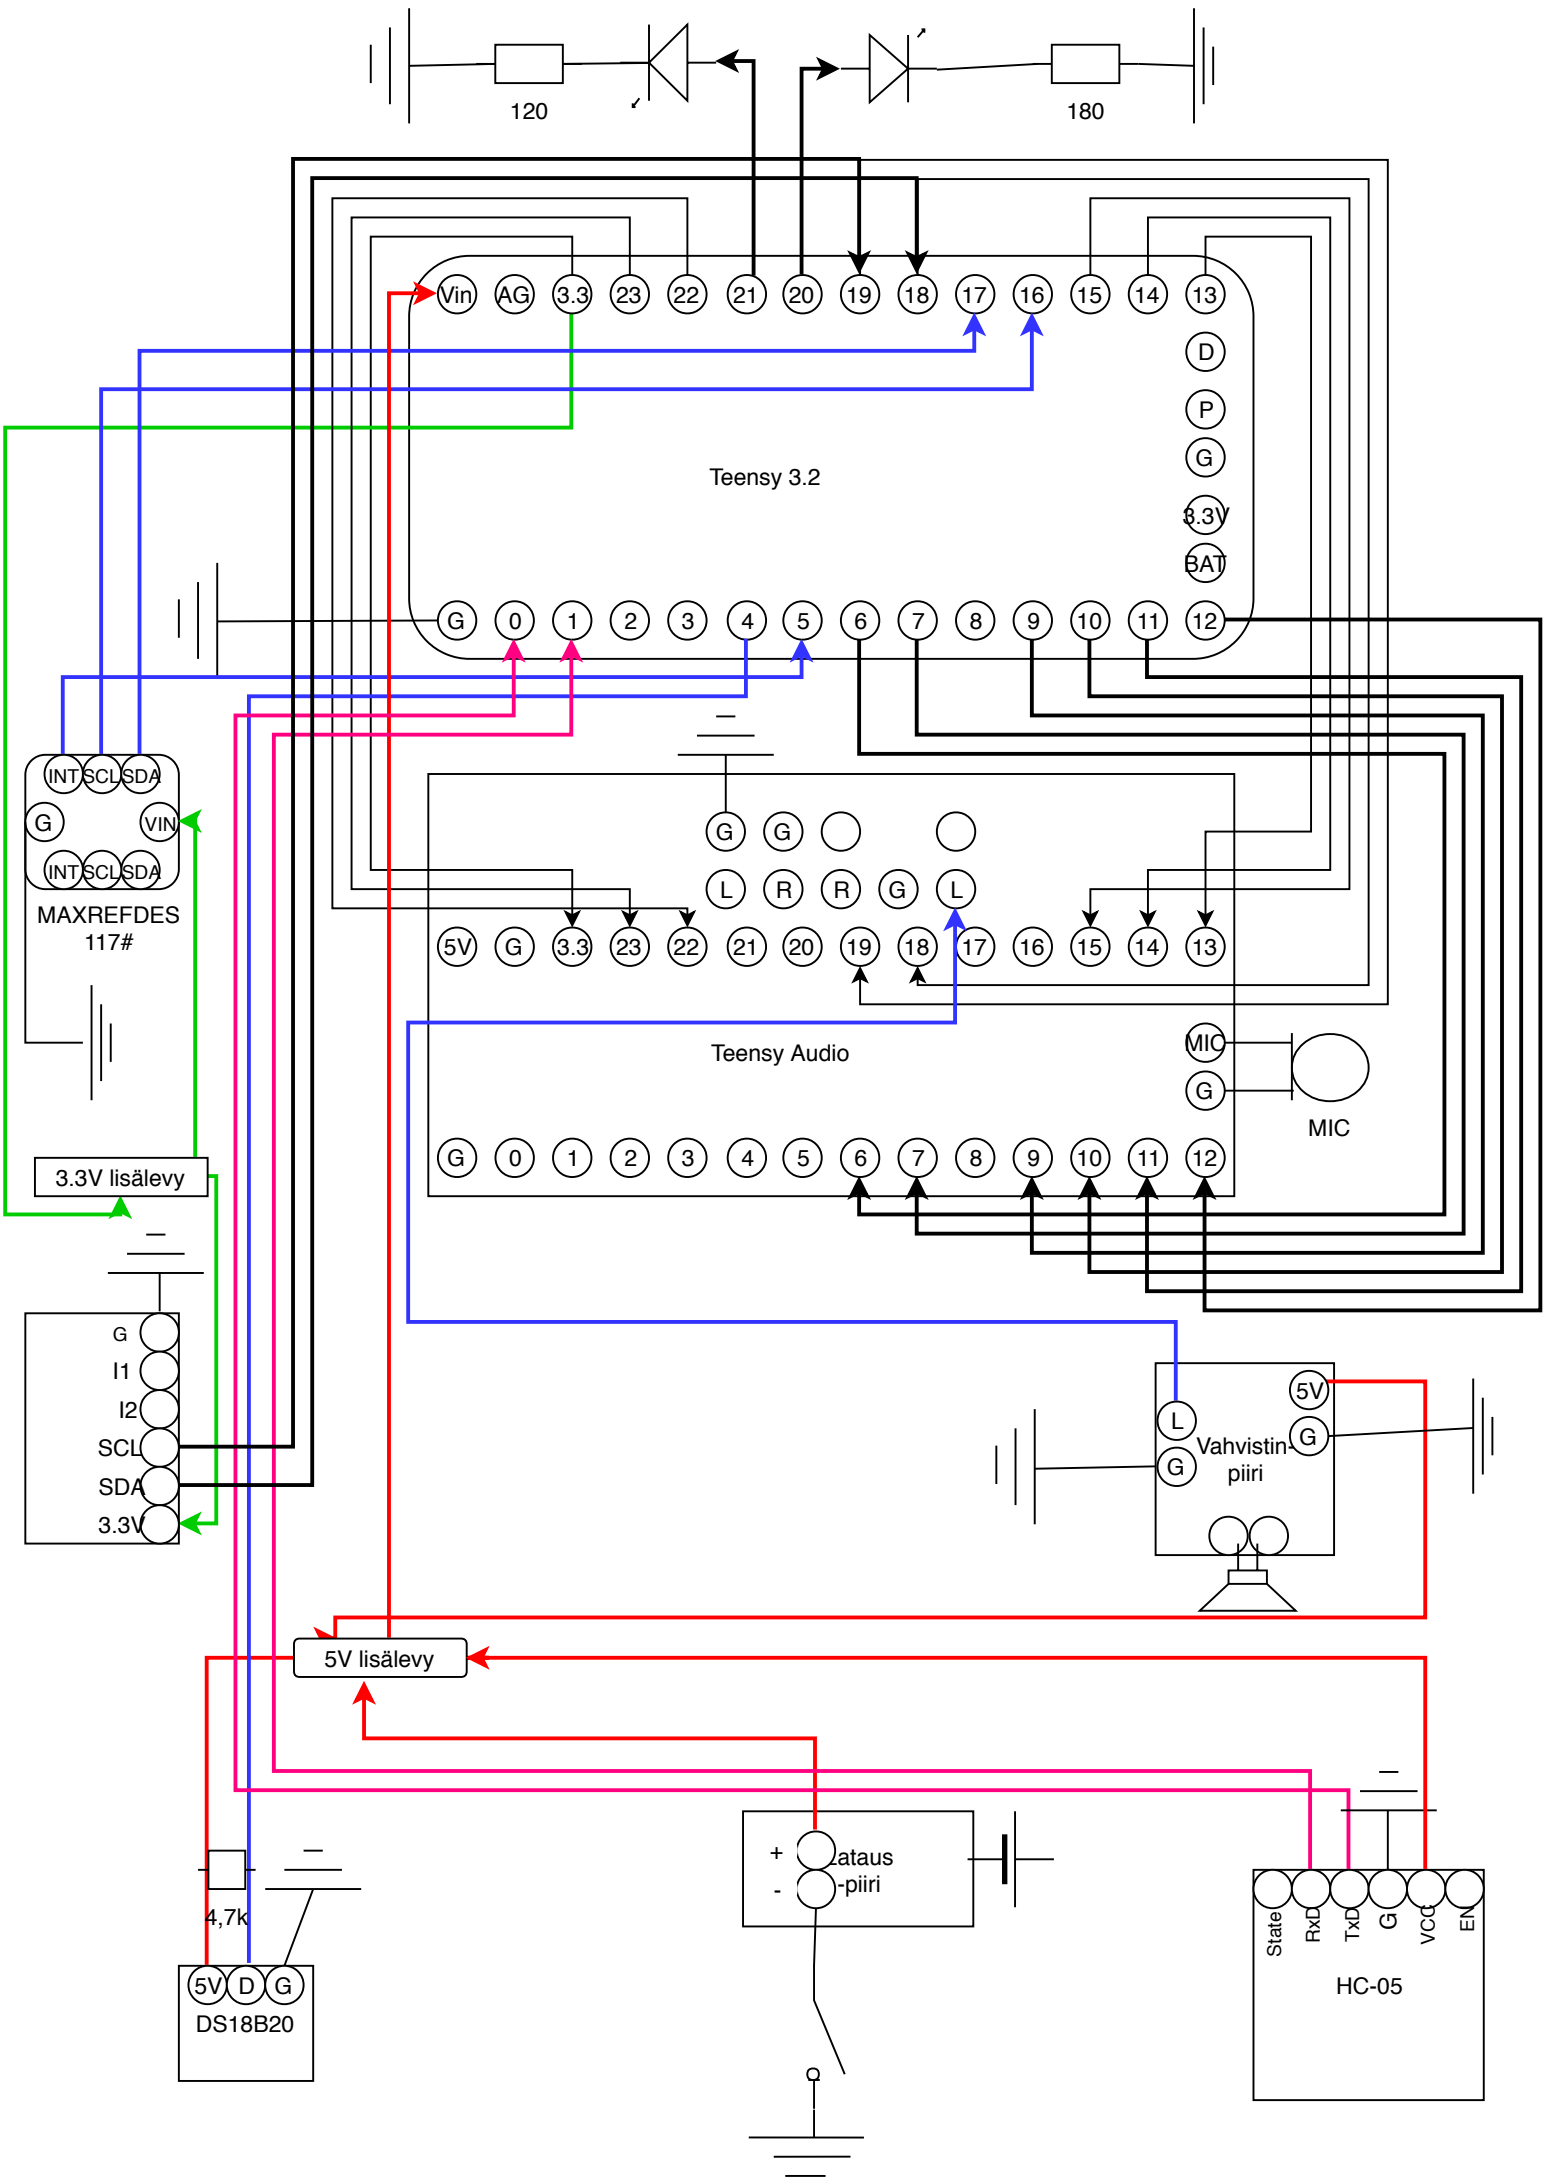 120
180
Vin AG 3.3 23 22 21 20 19 18 17 16 15 14 13
D
P
G
Teensy 3.2
3.3V
BAT
G 0 1 2 3 4 5 6 7 8 9 10 11 12
INT SCL SDA
G VIN
INT SCL SDA
MAXREFDES
117#
G G
L R R G L
5V G 3.3 23 22 21 20 19 18 17 16 15 14 13
MIC
Teensy Audio
G
MIC
G 0 1 2 3 4 5 6 7 8 9 10 11 12
3.3V lisälevy
G
I1
I2
SCL
SDA
3.3V
5V
L
G
Vahvistin-
piiri
G
5V lisälevy
+
Lataus
-piiri
-
4,7k
5V D G
DS18B20
State RxD TxD G VCC EN
HC-05